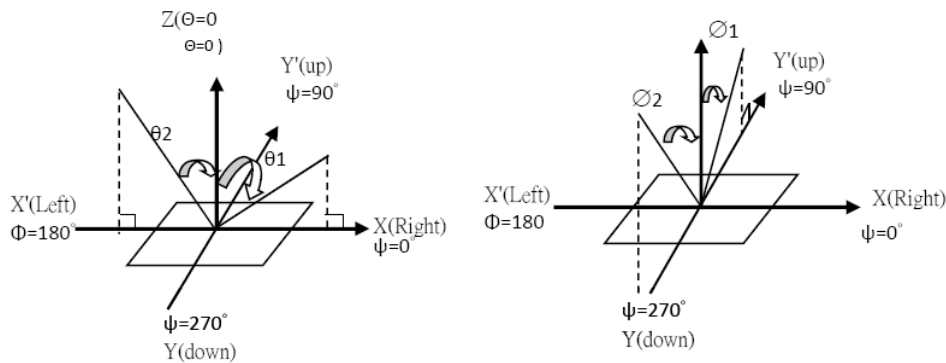 Z(Θ=0
Θ=0 )
Y'(up)
ψ=90°
θ2
θ1
X'(Left)
Φ=180°
X(Right)
ψ=0°
ψ=270°
Y(down)
∅1
Y'(up)
ψ=90°
∅2
X'(Left)
Φ=180
X(Right)
ψ=0°
ψ=270°
Y(down)